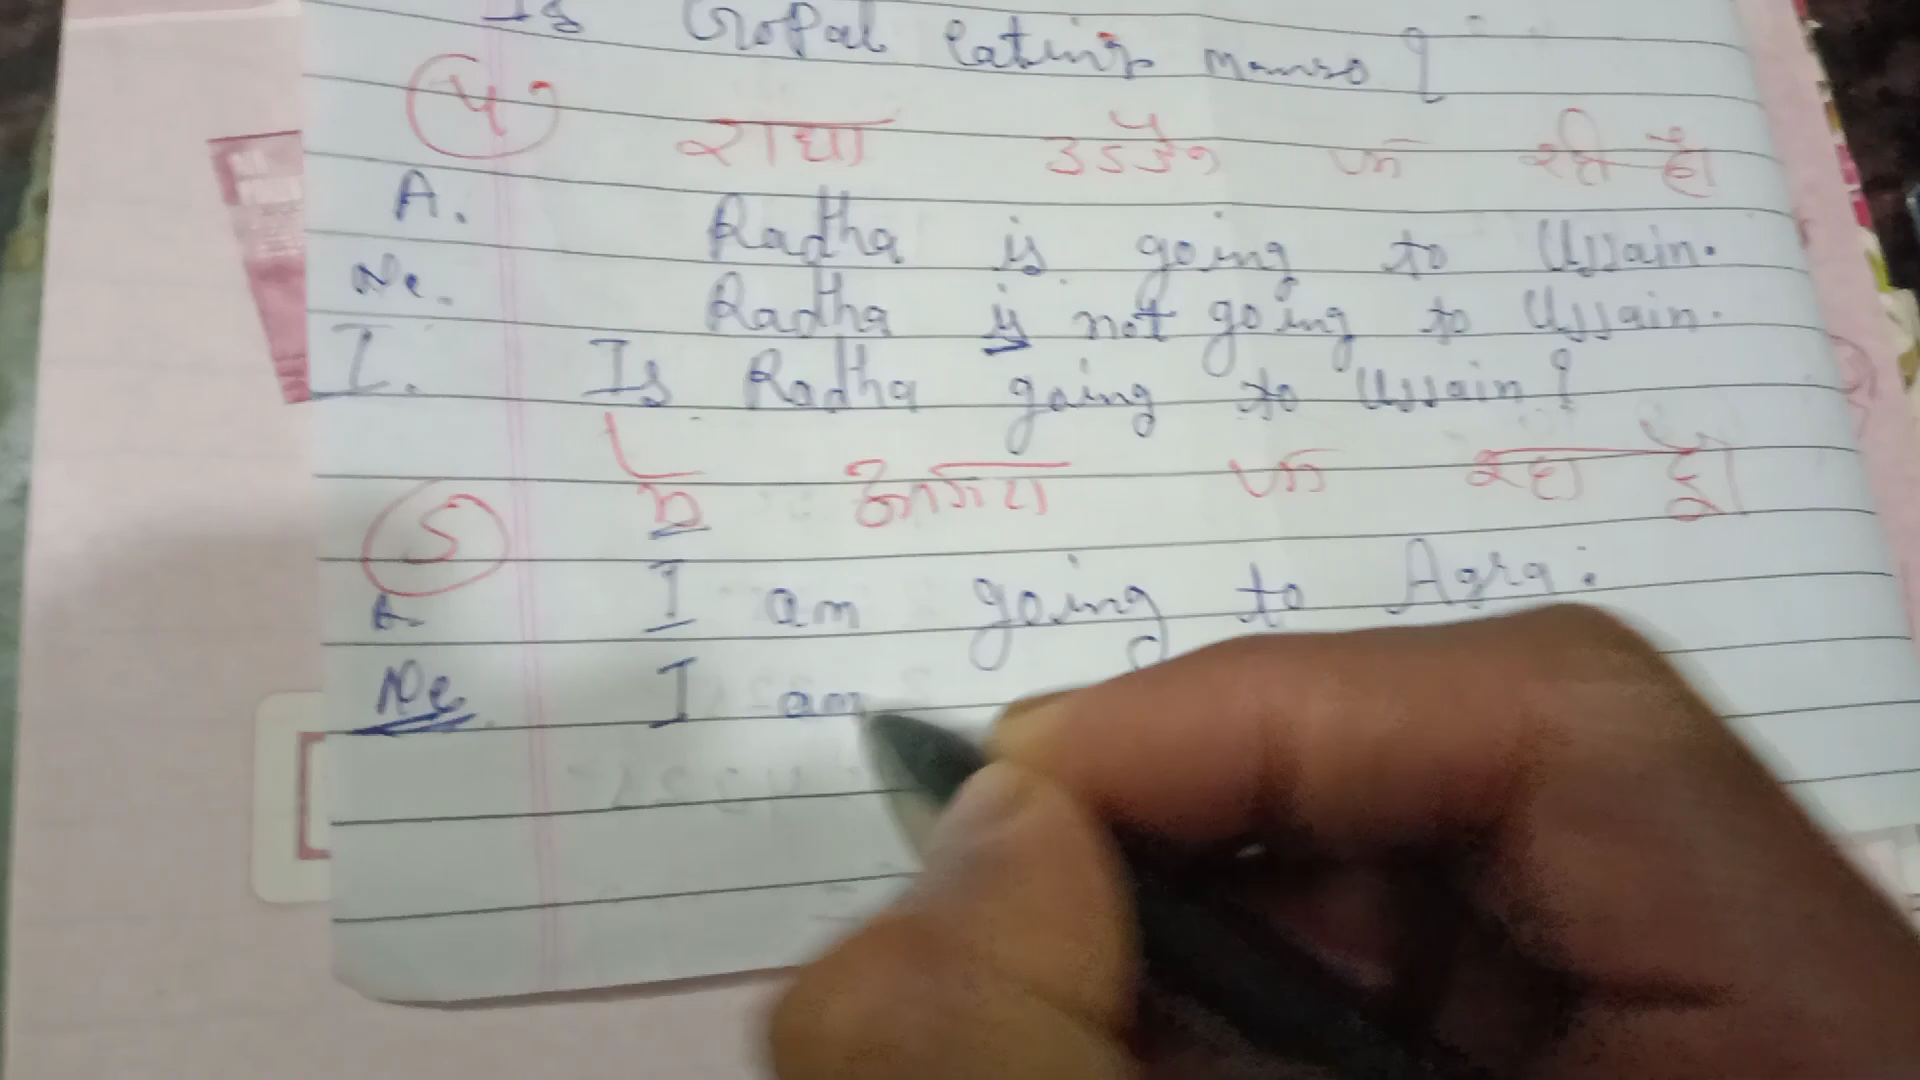 Is Gopal eating mango ?
4 राधा उज्जैन जा रही है।
A. Radha is going to Ujjain.
Ne. Radha is not going to Ujjain.
I. Is Radha going to Ujjain ?
5 मैं आगरा जा रहा हूँ।
A. I am going to Agra.
Ne. I am